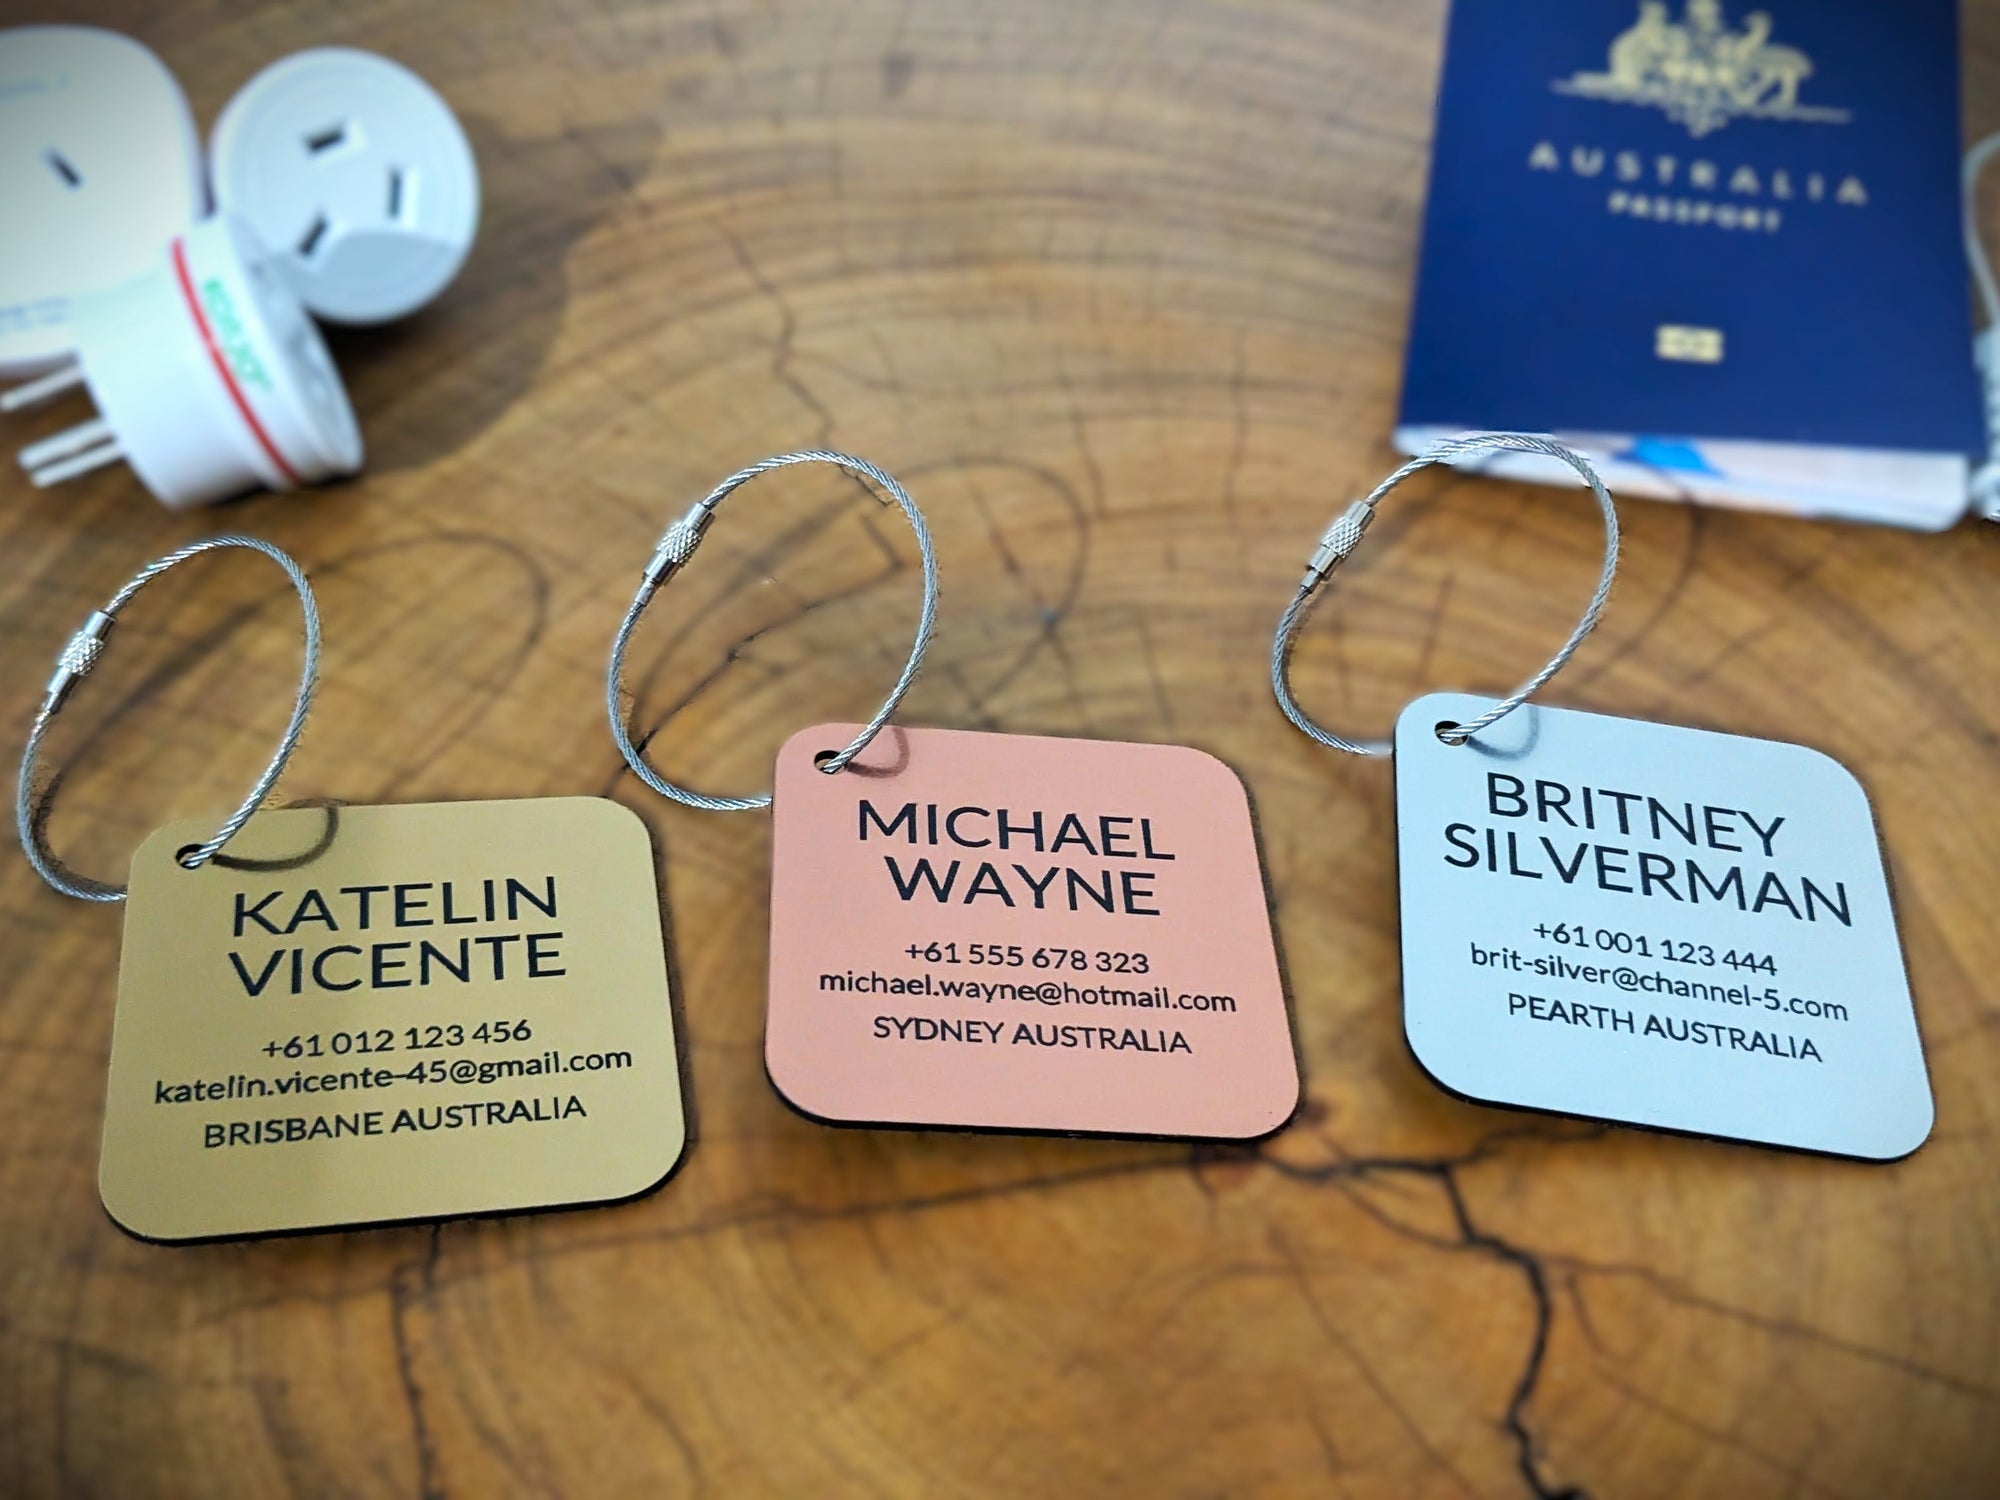 AUSTRALIA
PASSPORT
KATELIN
VICENTE
+61 012 123 456
katelin.vicente-45@gmail.com
BRISBANE AUSTRALIA
MICHAEL
WAYNE
+61 555 678 323
michael.wayne@hotmail.com
SYDNEY AUSTRALIA
BRITNEY
SILVERMAN
+61 001 123 444
brit-silver@channel-5.com
PEARTH AUSTRALIA